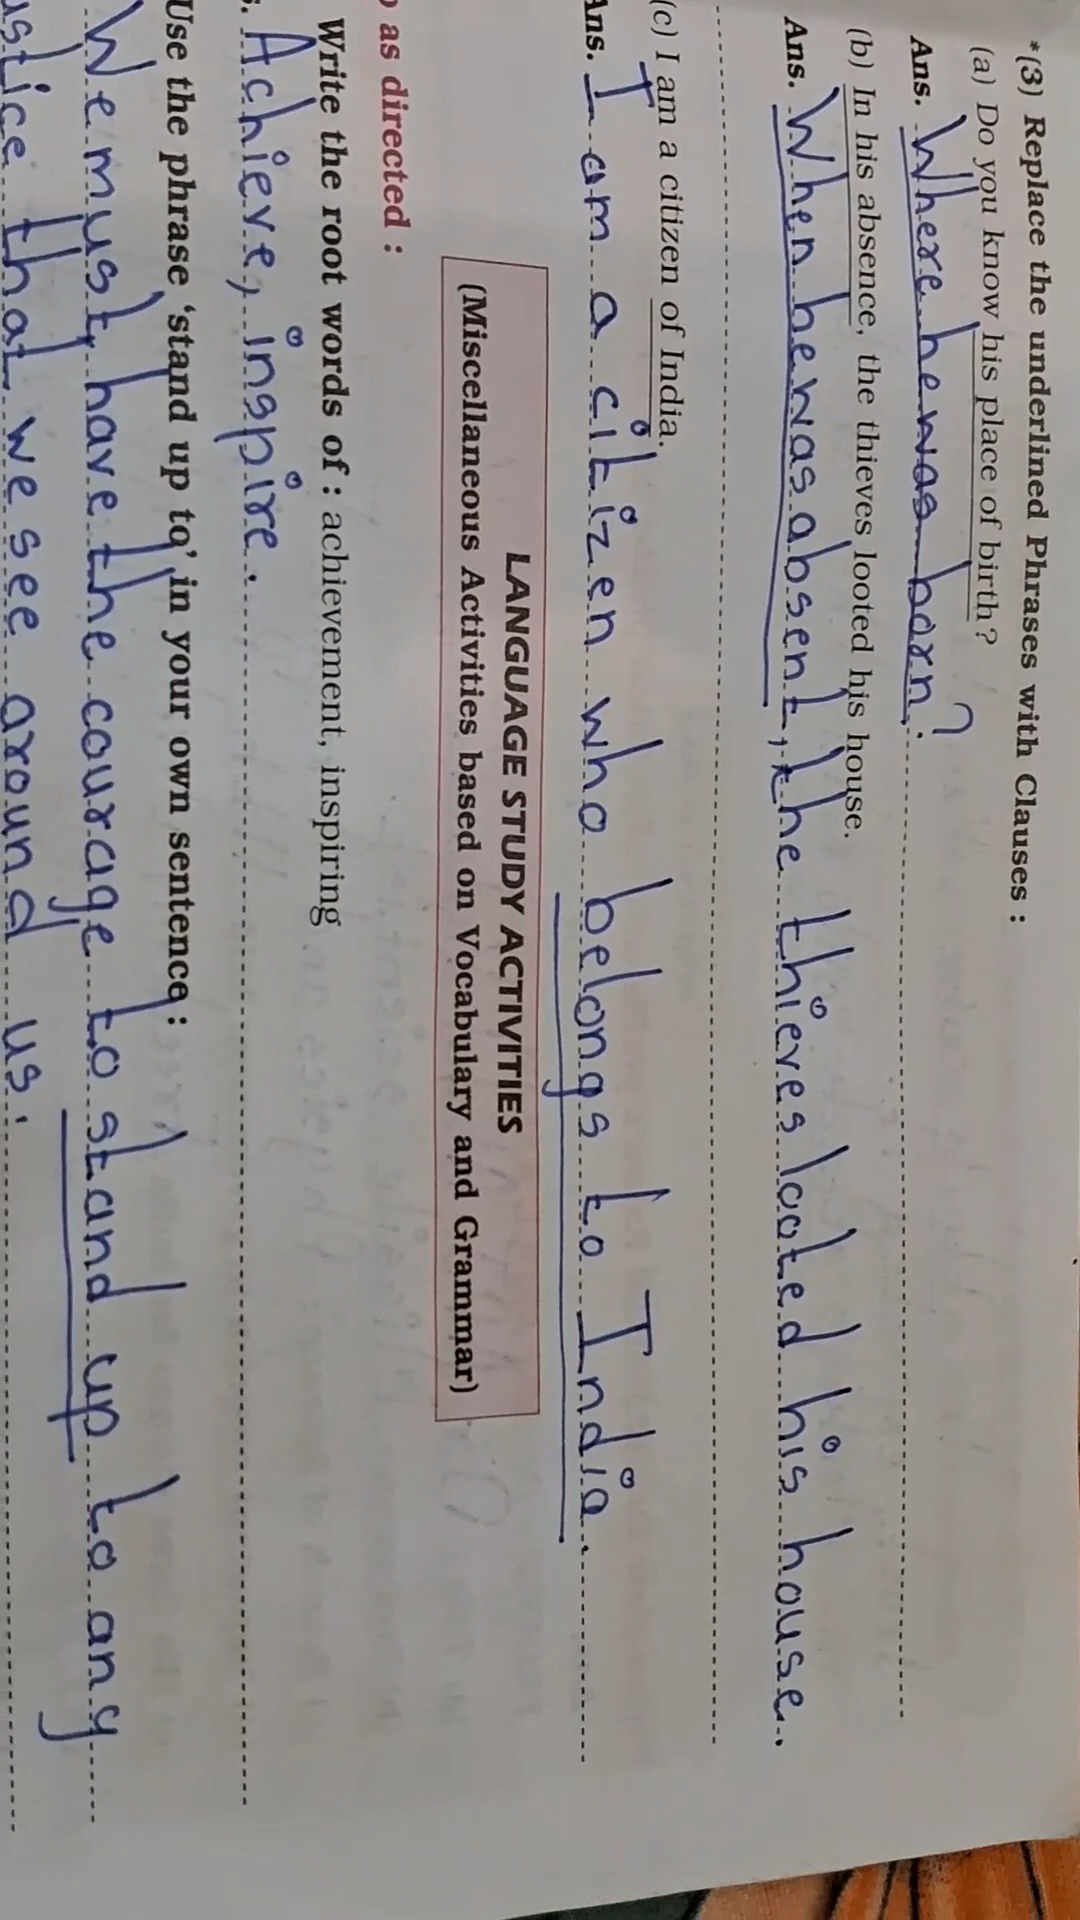 *(3) Replace the underlined Phrases with Clauses :
(a) Do you know his place of birth?
Ans. Where he was born?
(b) In his absence, the thieves looted his house.
Ans. When he was absent, the thieves looted his house.
(c) I am a citizen of India.
Ans. I am a citizen who belongs to India.
LANGUAGE STUDY ACTIVITIES
(Miscellaneous Activities based on Vocabulary and Grammar)
as directed :
Write the root words of : achievement, inspiring
Achieve, inspire.
Use the phrase 'stand up to' in your own sentence :
We must have the courage to stand up to any
that we see around us.